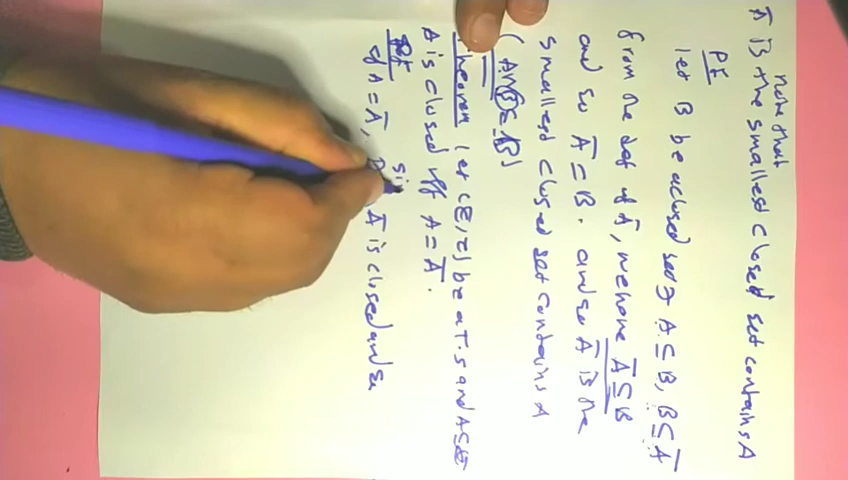 note that
Ā is the smallest closed set contains A
Pf
let B be a closed set ∋ A ⊆ B, B ⊆ Ā
from the def of Ā, we have Ā ⊆ B
and so Ā ⊆ B. and so Ā is the
smallest closed set contains A
Theorem let (X, τ) be a T.S and A ⊆ X
A is closed iff A = Ā.
Pf
if A = Ā, Ā is closed and so